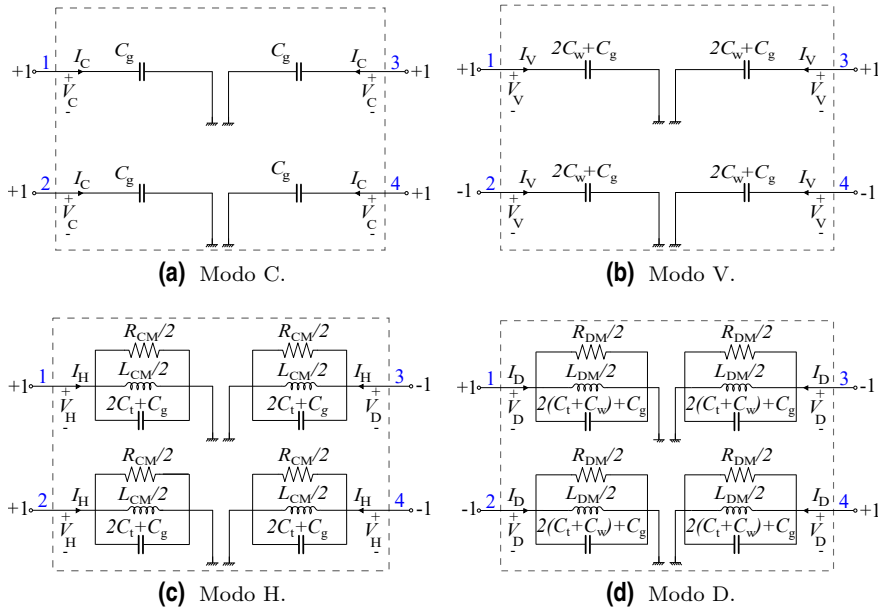 1 I_C C_g C_g I_C 3
+1 + V_C - + V_C - +1
2 I_C C_g C_g I_C 4
+1 + V_C - + V_C - +1
(a) Modo C.
1 I_V 2C_w+C_g 2C_w+C_g I_V 3
+1 + V_V - + V_V - +1
2 I_V 2C_w+C_g 2C_w+C_g I_V 4
-1 + V_V - + V_V - -1
(b) Modo V.
R_CM/2 R_CM/2
1 I_H L_CM/2 L_CM/2 I_H 3
+1 + V_H - 2C_t+C_g 2C_t+C_g + V_D - -1
R_CM/2 R_CM/2
2 I_H L_CM/2 L_CM/2 I_H 4
+1 + V_H - 2C_t+C_g 2C_t+C_g + V_H - -1
(c) Modo H.
R_DM/2 R_DM/2
1 I_D L_DM/2 L_DM/2 I_D 3
+1 + V_D - 2(C_t+C_w)+C_g 2(C_t+C_w)+C_g + V_D - -1
R_DM/2 R_DM/2
2 I_D L_DM/2 L_DM/2 I_D 4
-1 + V_D - 2(C_t+C_w)+C_g 2(C_t+C_w)+C_g + V_D - +1
(d) Modo D.